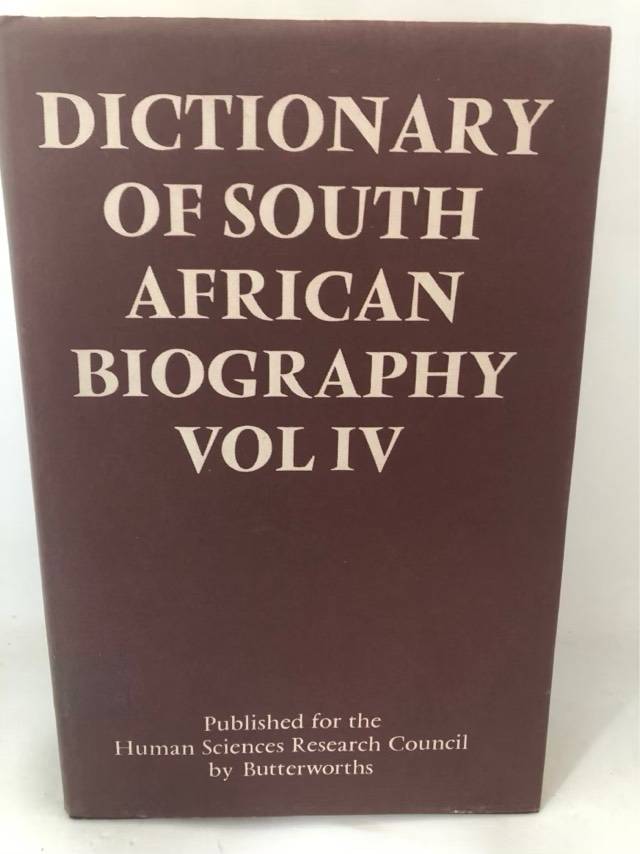 DICTIONARY
OF SOUTH
AFRICAN
BIOGRAPHY
VOL IV
Published for the
Human Sciences Research Council
by Butterworths